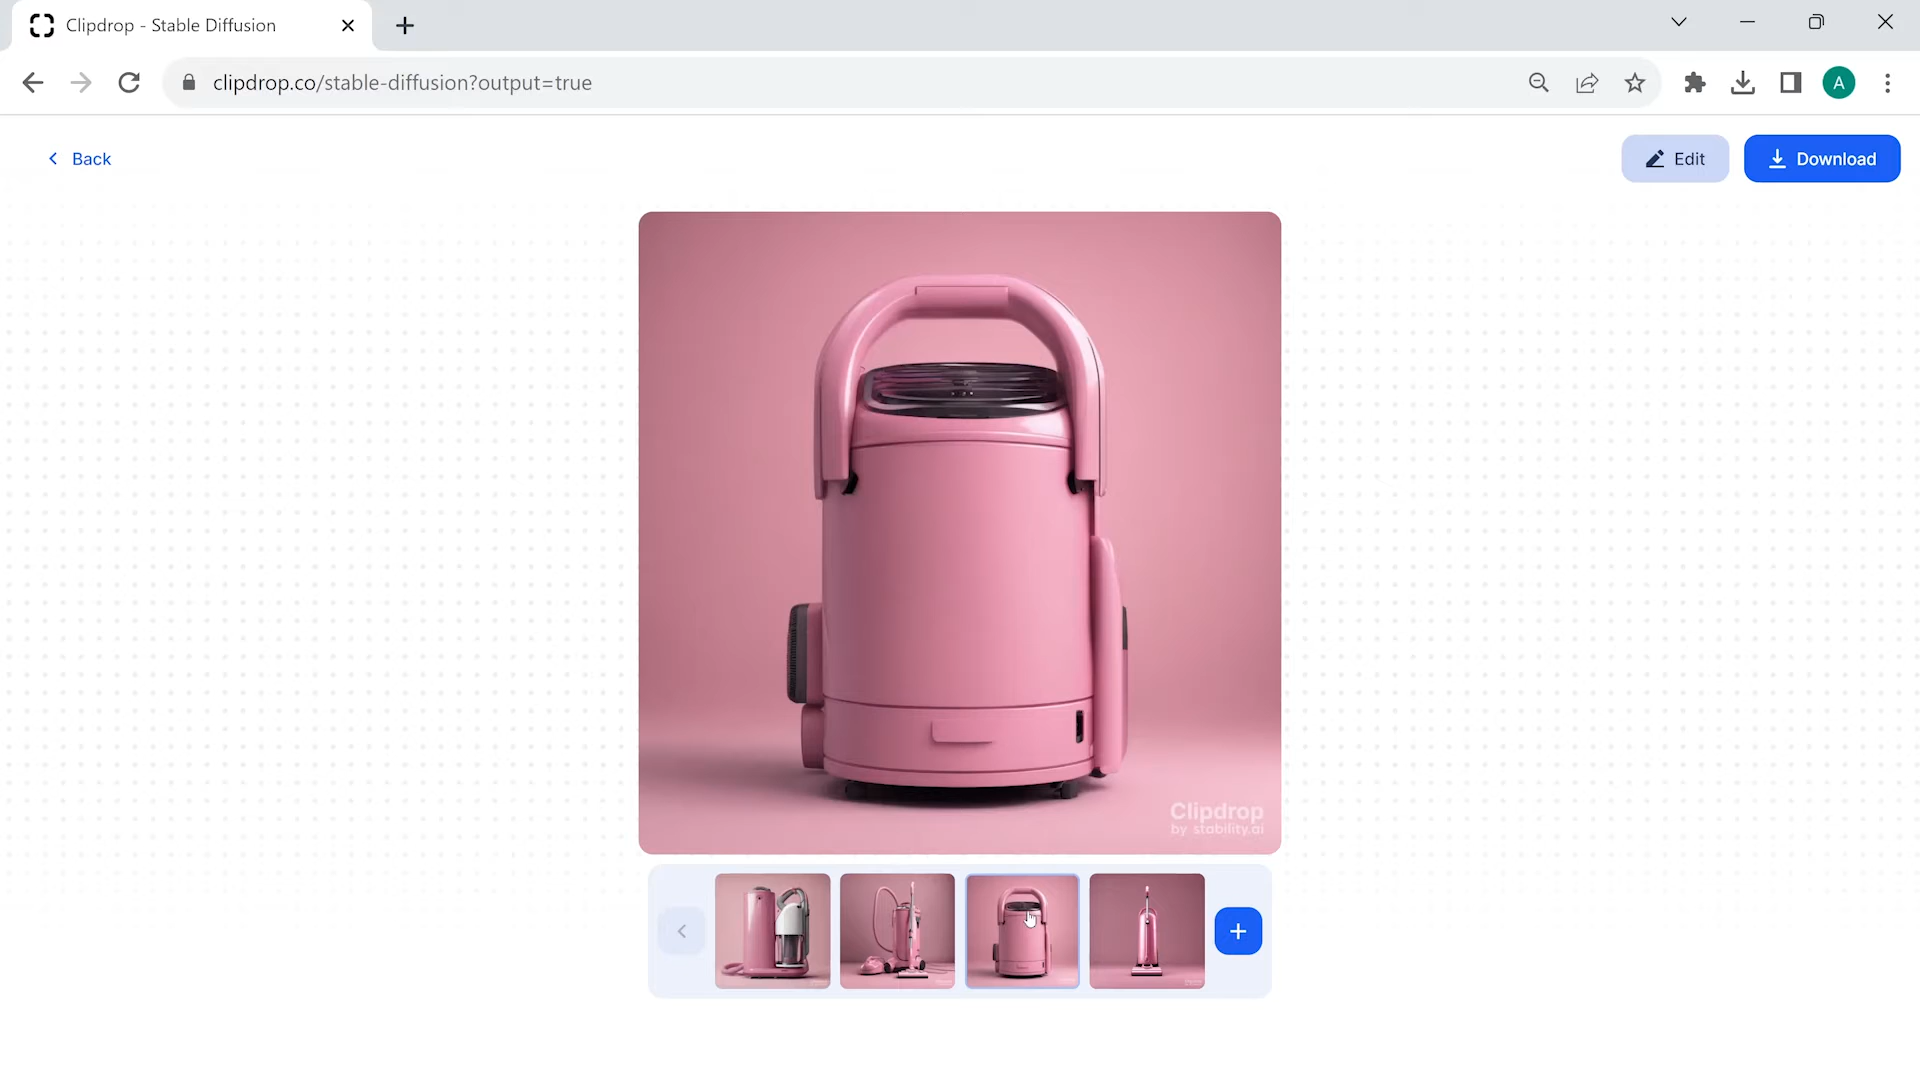 Clipdrop - Stable Diffusion
clipdrop.co/stable-diffusion?output=true
A
Back
Edit
Download
Clipdrop
by stability.ai